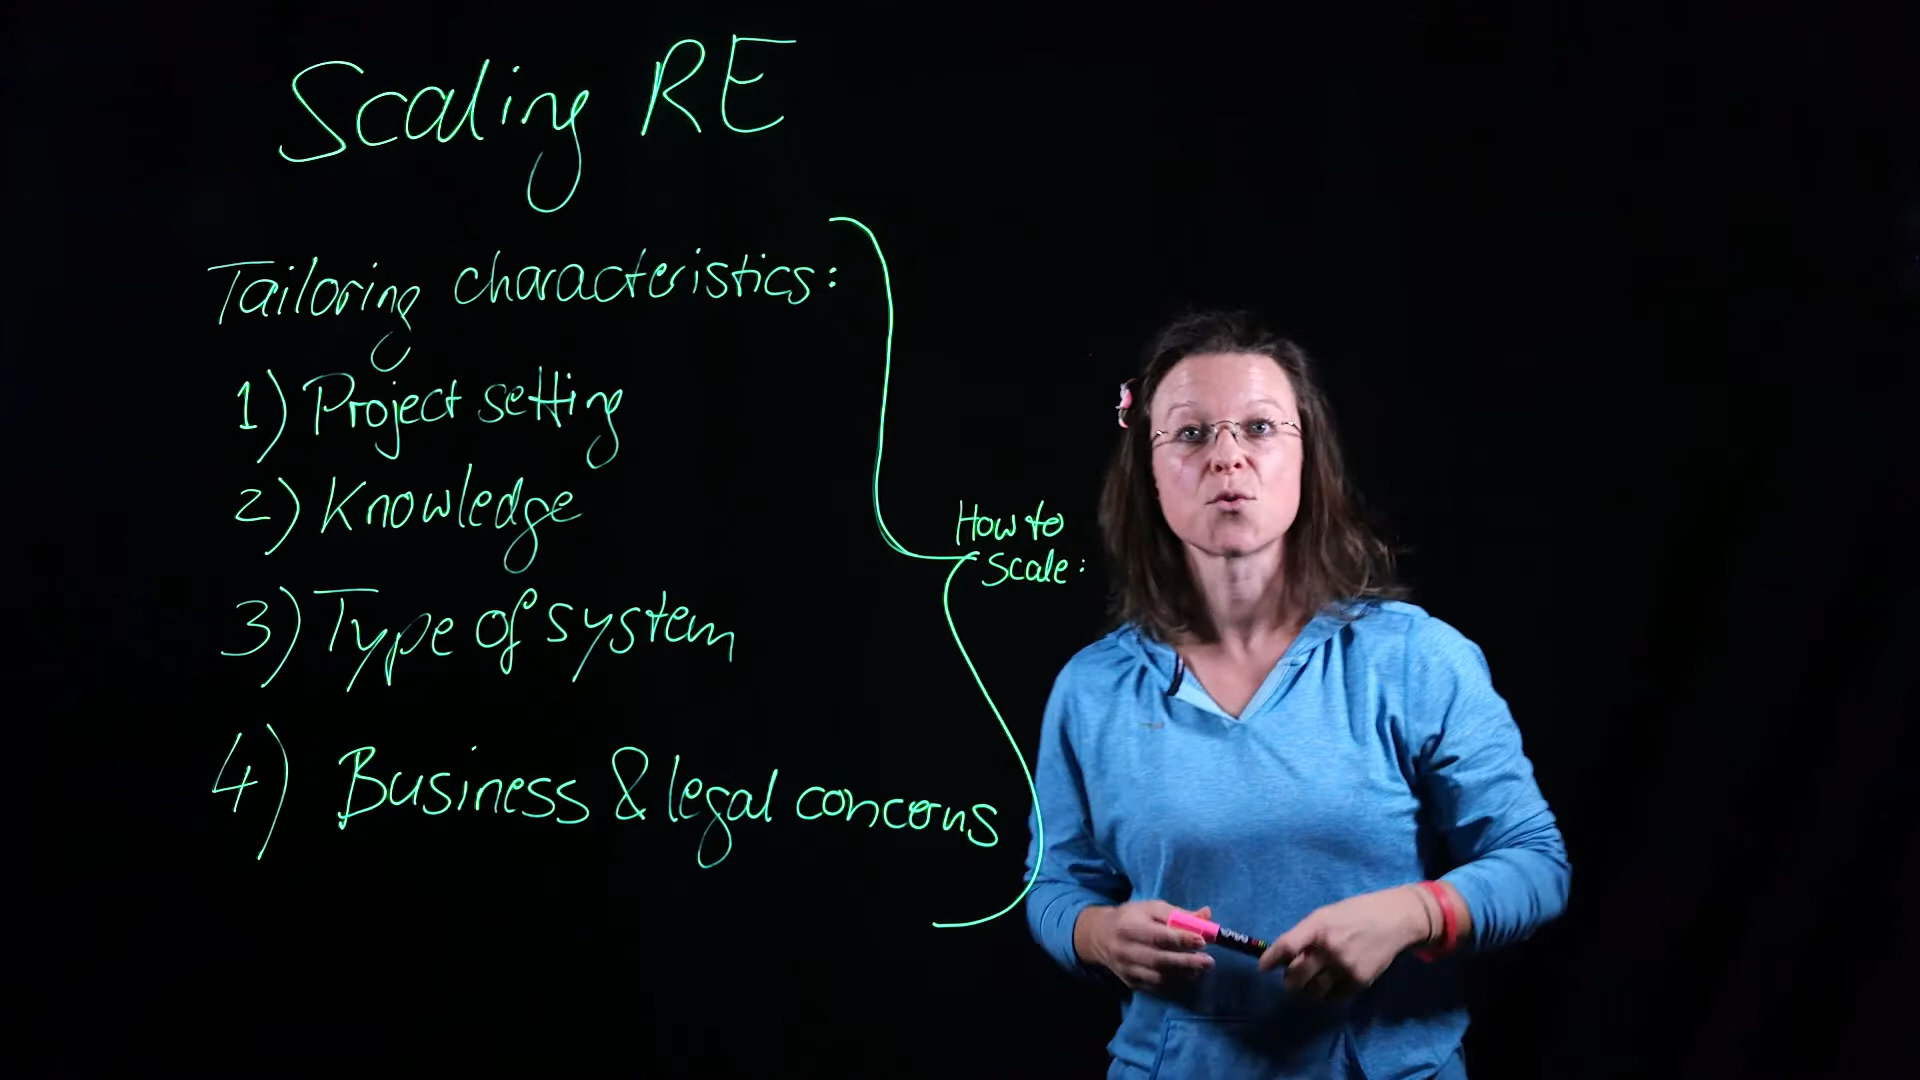 Scaling RE
Tailoring characteristics:
1) Project setting
2) Knowledge
3) Type of system
4) Business & legal concerns
How to
scale: